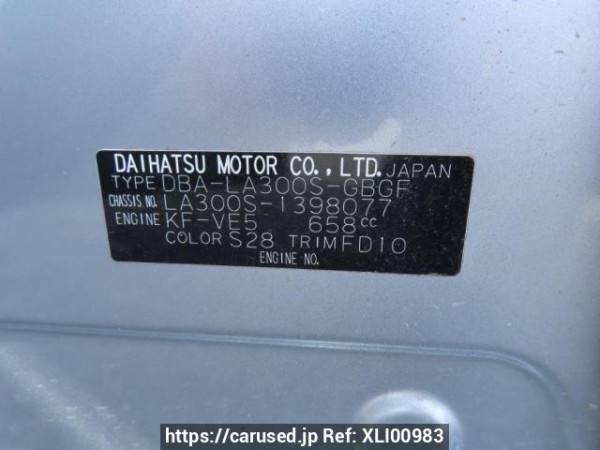 DAIHATSU MOTOR CO.,LTD. JAPAN
TYPE DBA-LA300S-GBGF
CHASSIS NO. LA300S-1398077
ENGINE KF-VE5 658cc
COLOR S28 TRIM FD10
ENGINE NO.
https://carused.jp Ref: XLI00983